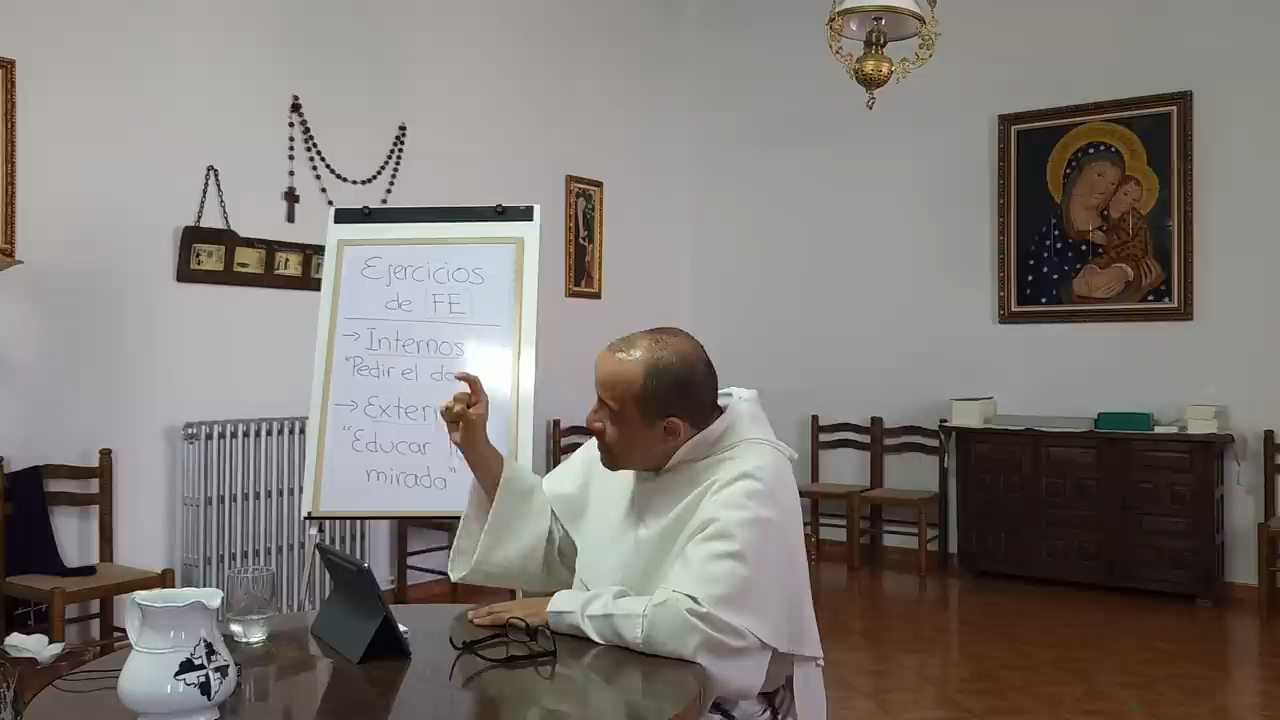 Ejercicios
de FE
→ Internos
"Pedir el
→
"Educar
mirada"